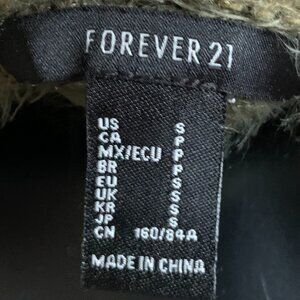 FOREVER 21
US S
CA P
MX/ECU P
BR P
EU S
UK S
KR S
JP S
CN 160/84A
MADE IN CHINA